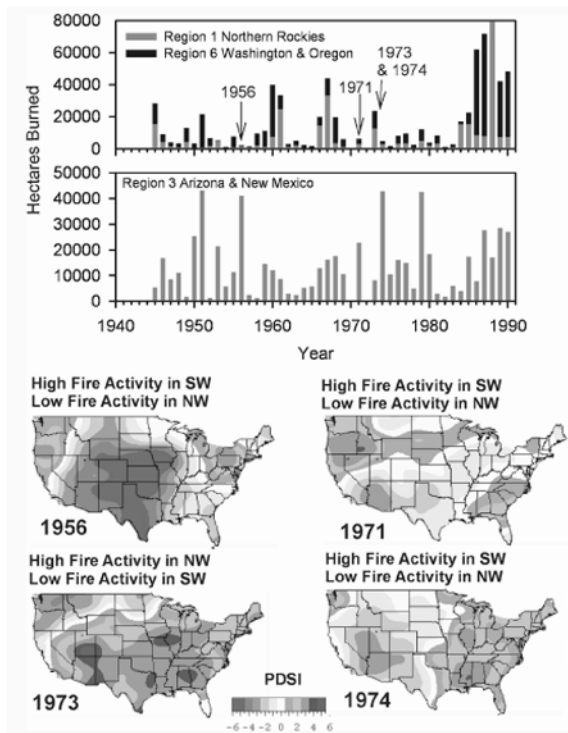 80000
Region 1 Northern Rockies
Region 6 Washington & Oregon
1973
& 1974
60000
1956
1971
40000
20000
0
Hectares Burned
50000
Region 3 Arizona & New Mexico
40000
30000
20000
10000
0
1940 1950 1960 1970 1980 1990
Year
High Fire Activity in SW
Low Fire Activity in NW
1956
High Fire Activity in SW
Low Fire Activity in NW
1971
High Fire Activity in NW
Low Fire Activity in SW
1973
PDSI
-6 -4 -2 0 2 4 6
High Fire Activity in SW
Low Fire Activity in NW
1974